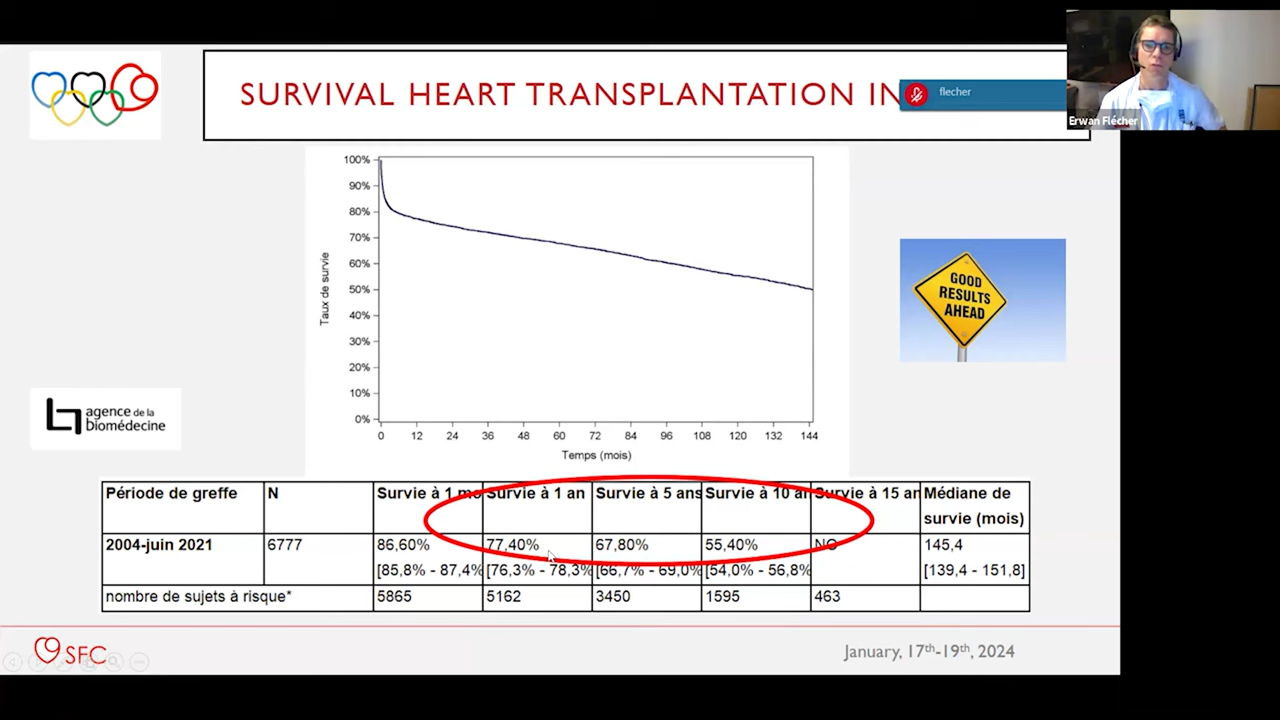 SURVIVAL HEART TRANSPLANTATION IN
flecher
Erwan Flécher
100%
90%
80%
70%
60%
50%
40%
30%
20%
10%
0%
Taux de survie
0 12 24 36 48 60 72 84 96 108 120 132 144
Temps (mois)
GOOD
RESULTS
AHEAD
agence de la
biomédecine
Période de greffe N Survie à 1 mo Survie à 1 an Survie à 5 ans Survie à 10 an Survie à 15 an Médiane de
survie (mois)
2004-juin 2021 6777 86,60% 77,40% 67,80% 55,40% NO 145,4
[85,8% - 87,4% [76,3% - 78,3% [66,7% - 69,0% [54,0% - 56,8% [139,4 - 151,8]
nombre de sujets à risque* 5865 5162 3450 1595 463
SFC
January, 17th-19th, 2024